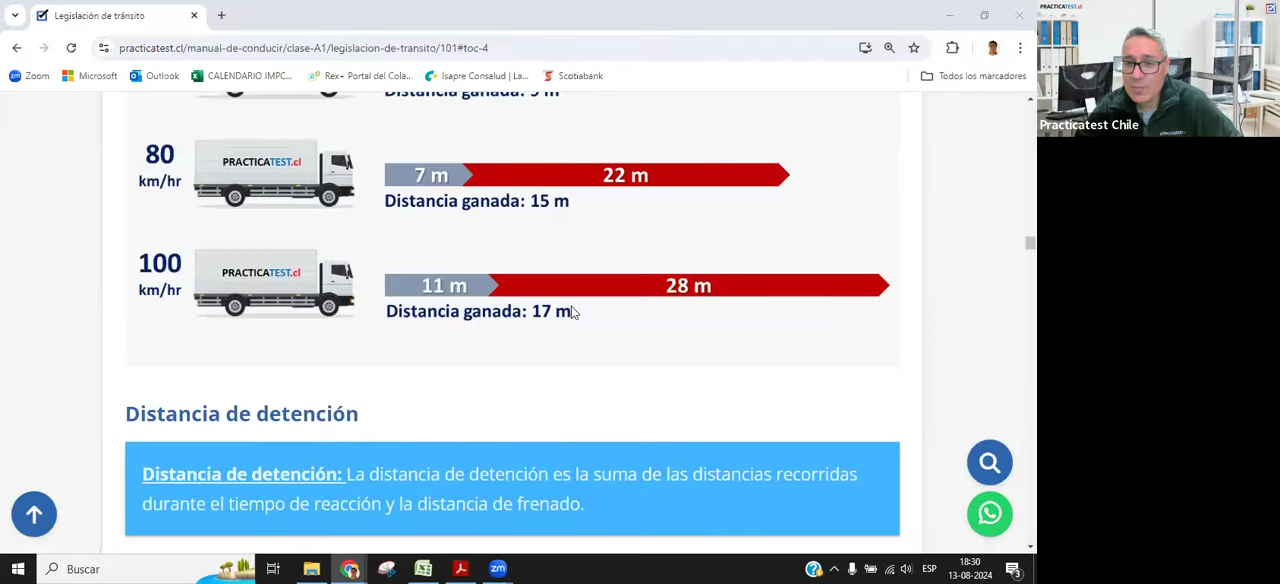 Legislación de tránsito
practicatest.cl/manual-de-conducir/clase-A1/legislacion-de-transito/101#toc-4
Zoom
Microsoft
Outlook
CALENDARIO IMPC...
Rex+ Portal del Cola...
Isapre Consalud | La...
Scotiabank
Todos los marcadores
PRACTICATEST.cl
Practicatest Chile
Distancia ganada: 9 m
80
km/hr
PRACTICATEST.cl
7 m
22 m
Distancia ganada: 15 m
100
km/hr
PRACTICATEST.cl
11 m
28 m
Distancia ganada: 17 m
Distancia de detención
Distancia de detención: La distancia de detención es la suma de las distancias recorridas
durante el tiempo de reacción y la distancia de frenado.
Buscar
ESP
18:30
13-08-2024
3